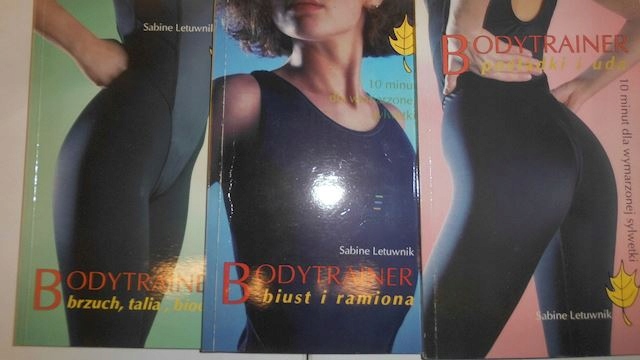 Sabine Letuwnik
BODYTRAINE
brzuch, talia,
10 minut
Sabine Letuwnik
BODYTRAINER
biust i ramiona
BODYTRAINER
pośladki i uda
10 minut dla wymarzonej sylwetki
Sabine Letuwnik